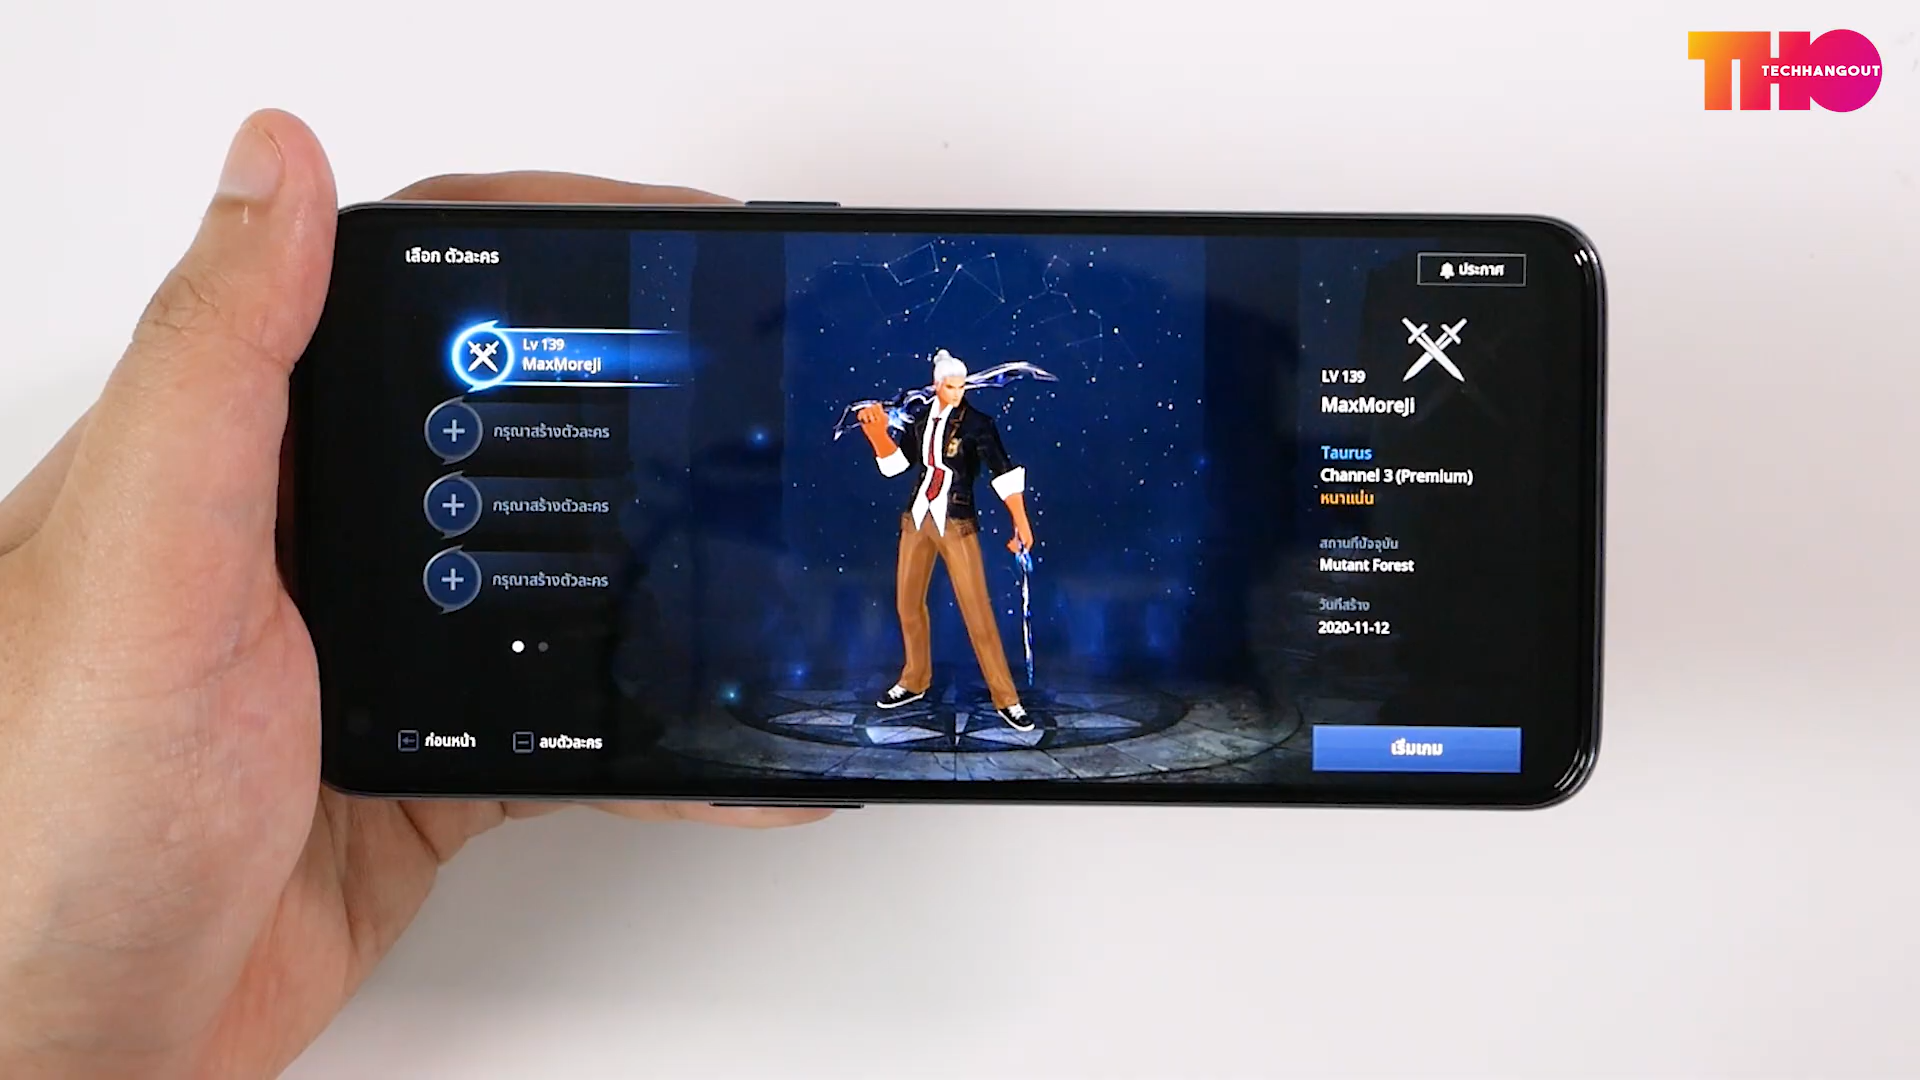 THO
TECHHANGOUT
เลือก ตัวละคร
ประกาศ
Lv 139
MaxMoreJi
กรุณาสร้างตัวละคร
กรุณาสร้างตัวละคร
กรุณาสร้างตัวละคร
LV 139
MaxMoreJi
Taurus
Channel 3 (Premium)
หนาแน่น
สถานที่ปัจจุบัน
Mutant Forest
วันที่สร้าง
2020-11-12
ก่อนหน้า
ลบตัวละคร
เริ่มเกม